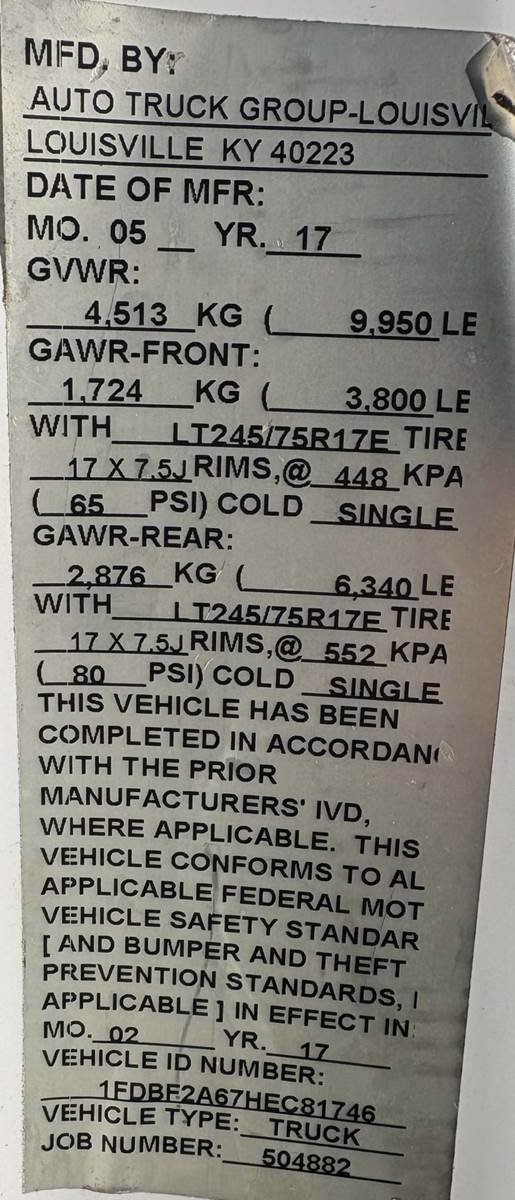 MFD. BY:
AUTO TRUCK GROUP-LOUISVIL
LOUISVILLE KY 40223
DATE OF MFR:
MO. 05 __ YR. 17
GVWR:
4,513 KG ( 9,950 LB
GAWR-FRONT:
1,724 KG ( 3,800 LB
WITH LT245/75R17E TIRE
17 X 7.5J RIMS,@ 448 KPA
( 65 PSI) COLD SINGLE
GAWR-REAR:
2,876 KG ( 6,340 LB
WITH LT245/75R17E TIRE
17 X 7.5J RIMS,@ 552 KPA
( 80 PSI) COLD SINGLE
THIS VEHICLE HAS BEEN
COMPLETED IN ACCORDANC
WITH THE PRIOR
MANUFACTURERS' IVD,
WHERE APPLICABLE. THIS
VEHICLE CONFORMS TO AL
APPLICABLE FEDERAL MOT
VEHICLE SAFETY STANDAR
[ AND BUMPER AND THEFT
PREVENTION STANDARDS, I
APPLICABLE ] IN EFFECT IN:
MO. 02 YR. 17
VEHICLE ID NUMBER:
1FDBF2A67HEC81746
VEHICLE TYPE: TRUCK
JOB NUMBER: 504882